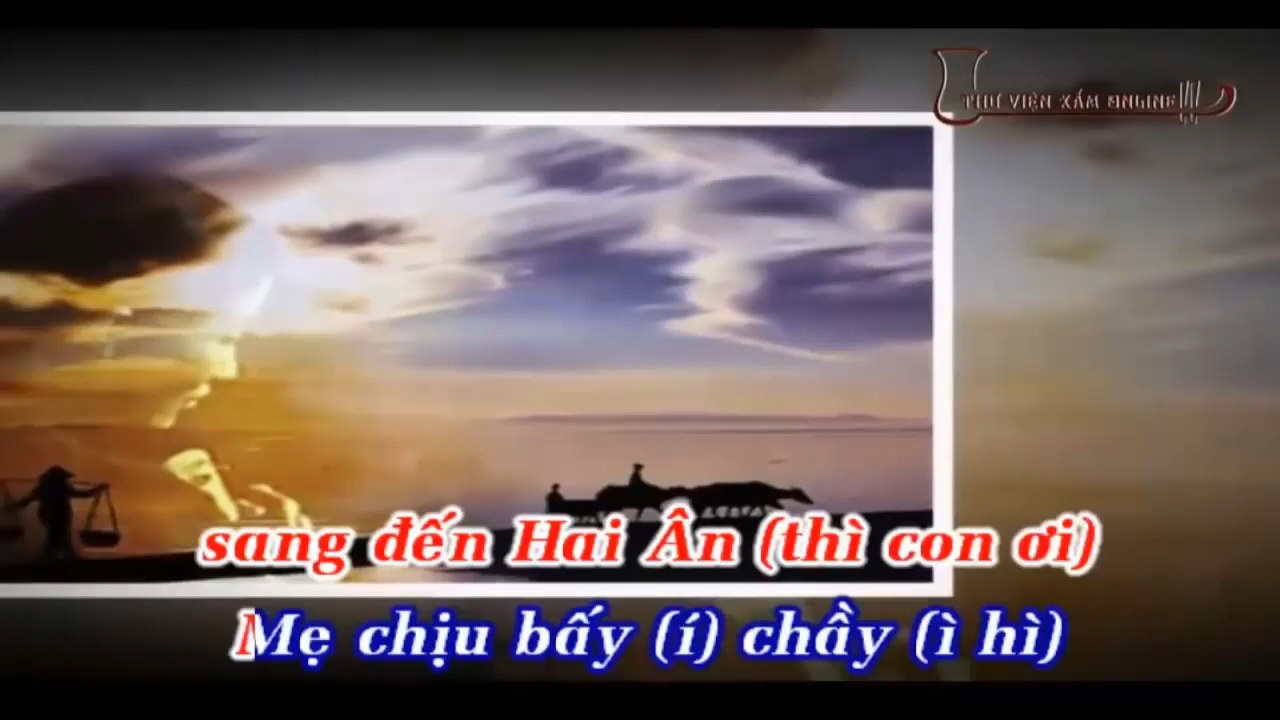 THƯ VIỆN XẨM ONLINE
sang đến Hai Ân (thì con ơi)
Mẹ chịu bấy (í) chầy (ì hì)